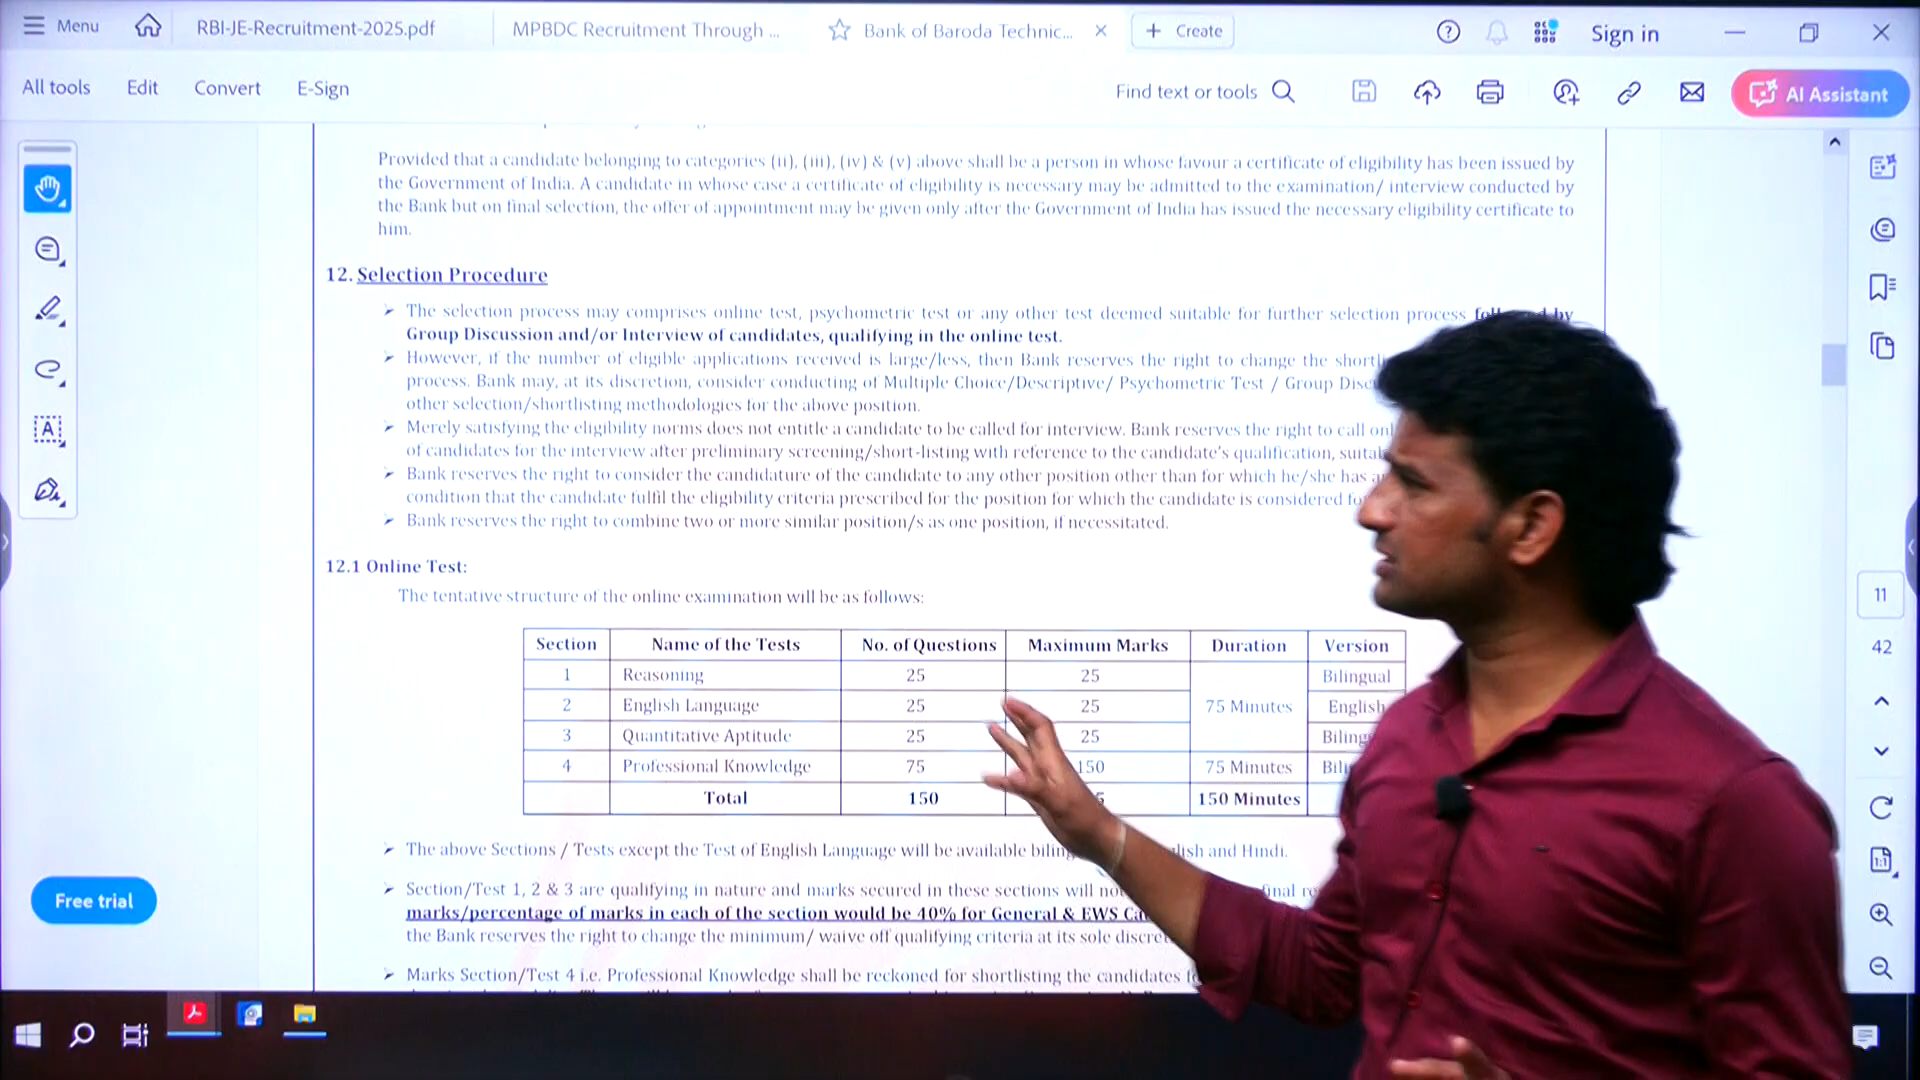 Menu
RBI-JE-Recruitment-2025.pdf
MPBDC Recruitment Through ...
Bank of Baroda Technic...
+ Create
Sign in
All tools
Edit
Convert
E-Sign
Find text or tools
AI Assistant
Provided that a candidate belonging to categories (ii), (iii), (iv) & (v) above shall be a person in whose favour a certificate of eligibility has been issued by
the Government of India. A candidate in whose case a certificate of eligibility is necessary may be admitted to the examination/ interview conducted by
the Bank but on final selection, the offer of appointment may be given only after the Government of India has issued the necessary eligibility certificate to
him.
12. Selection Procedure
➢ The selection process may comprises online test, psychometric test or any other test deemed suitable for further selection process by
Group Discussion and/or Interview of candidates, qualifying in the online test.
➢ However, if the number of eligible applications received is large/less, then Bank reserves the right to change the
process. Bank may, at its discretion, consider conducting of Multiple Choice/Descriptive/ Psychometric Test / Group
other selection/shortlisting methodologies for the above position.
➢ Merely satisfying the eligibility norms does not entitle a candidate to be called for interview. Bank reserves the right to call
of candidates for the interview after preliminary screening/short-listing with reference to the candidate's qualification,
➢ Bank reserves the right to consider the candidature of the candidate to any other position other than for which he/she has
condition that the candidate fulfil the eligibility criteria prescribed for the position for which the candidate is considered
➢ Bank reserves the right to combine two or more similar position/s as one position, if necessitated.
12.1 Online Test:
The tentative structure of the online examination will be as follows:
Section Name of the Tests No. of Questions Maximum Marks Duration Version
1 Reasoning 25 25 Bilingual
2 English Language 25 25 75 Minutes English
3 Quantitative Aptitude 25 25
4 Professional Knowledge 75 150 75 Minutes
Total 150 150 Minutes
➢ The above Sections / Tests except the Test of English Language will be available and Hindi.
➢ Section/Test 1, 2 & 3 are qualifying in nature and marks secured in these sections will
marks/percentage of marks in each of the section would be 40% for General & EWS
the Bank reserves the right to change the minimum/ waive off qualifying criteria at its sole
➢ Marks Section/Test 4 i.e. Professional Knowledge shall be reckoned for shortlisting the candidates
11
42
Free trial